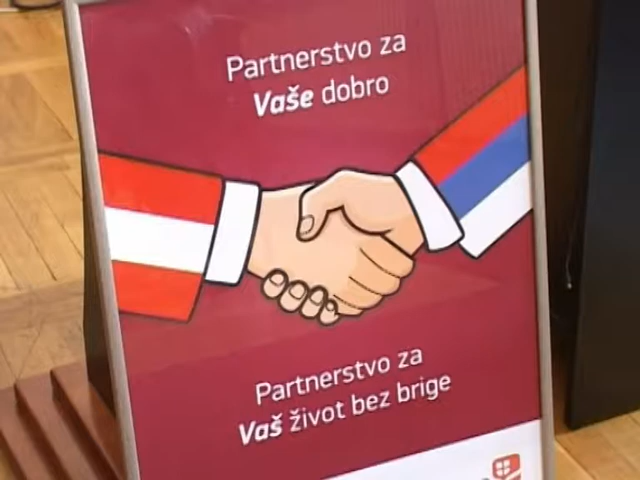 Partnerstvo za
Vaše dobro
Partnerstvo za
Vaš život bez brige